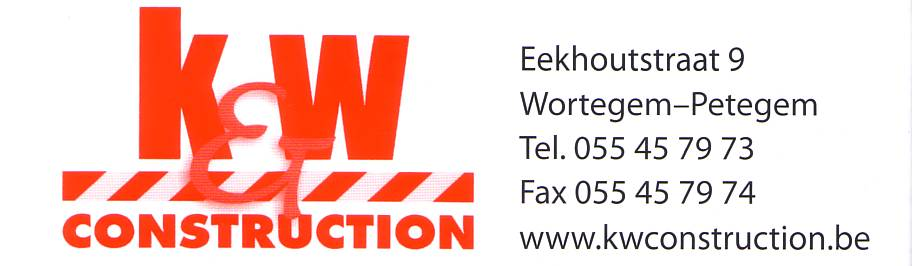 K&W
CONSTRUCTION
Eekhoutstraat 9
Wortegem–Petegem
Tel. 055 45 79 73
Fax 055 45 79 74
www.kwconstruction.be